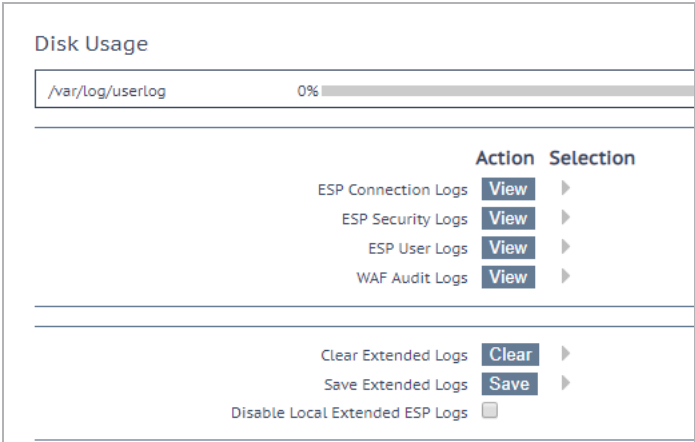 Disk Usage
/var/log/userlog 0%
Action Selection
ESP Connection Logs View
ESP Security Logs View
ESP User Logs View
WAF Audit Logs View
Clear Extended Logs Clear
Save Extended Logs Save
Disable Local Extended ESP Logs